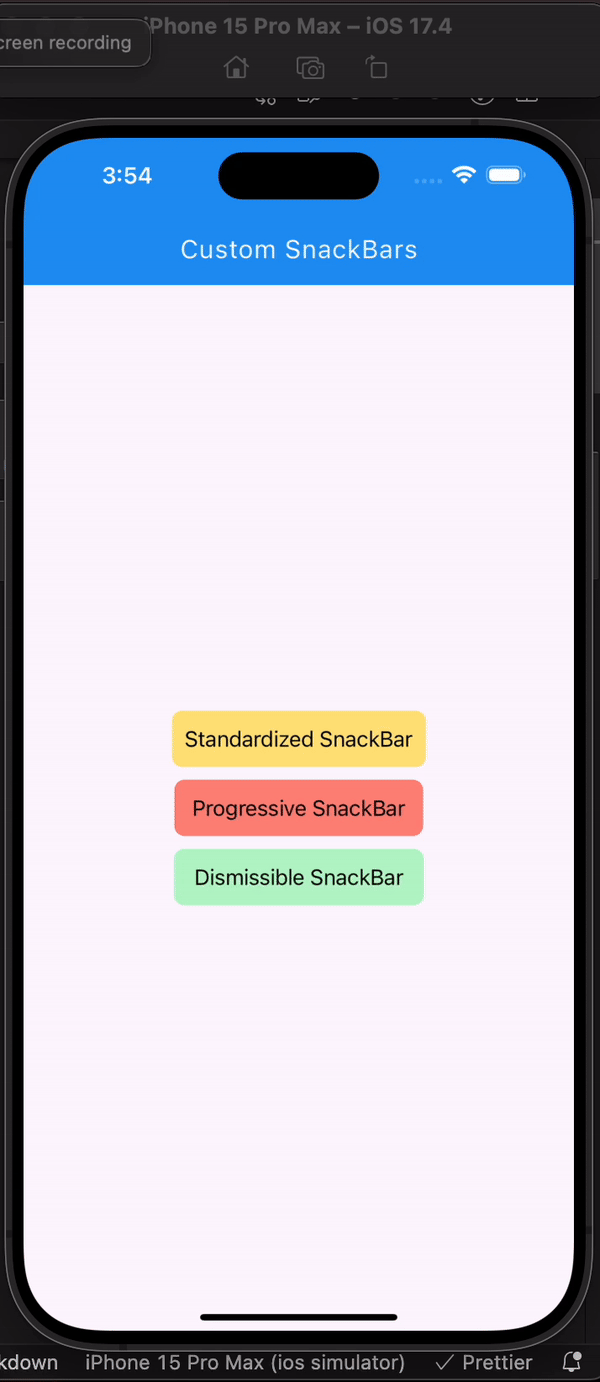 iPhone 15 Pro Max – iOS 17.4
creen recording
3:54
Custom SnackBars
Standardized SnackBar
Progressive SnackBar
Dismissible SnackBar
kdown iPhone 15 Pro Max (ios simulator) Prettier